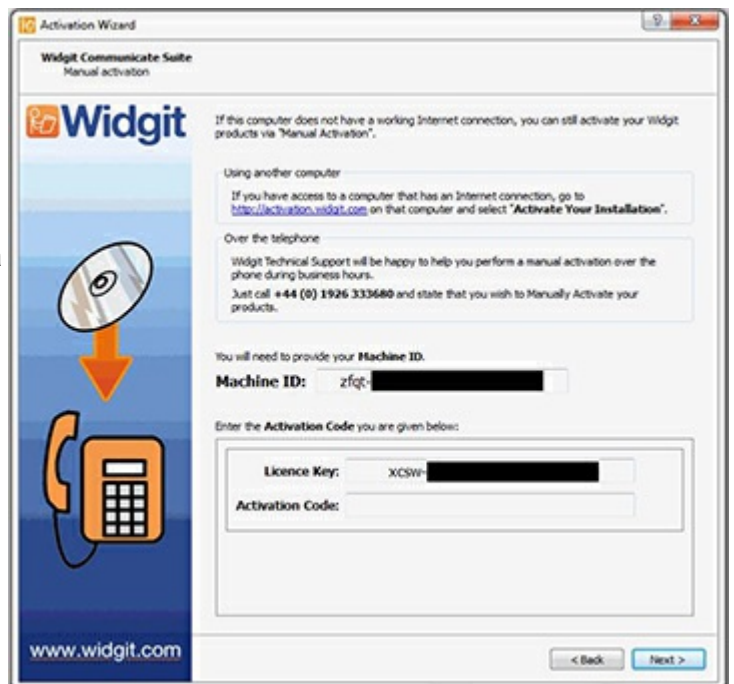 Activation Wizard
Widgit Communicate Suite
Manual activation
Widgit
If this computer does not have a working Internet connection, you can still activate your Widgit
products via "Manual Activation".
Using another computer
If you have access to a computer that has an Internet connection, go to
http://activation.widgit.com on that computer and select "Activate Your Installation".
Over the telephone
Widgit Technical Support will be happy to help you perform a manual activation over the
phone during business hours.
Just call +44 (0) 1926 333680 and state that you wish to Manually Activate your
products.
You will need to provide your Machine ID.
Machine ID: zfqt-
Enter the Activation Code you are given below:
Licence Key: xcsw-
Activation Code:
www.widgit.com
< Back Next >